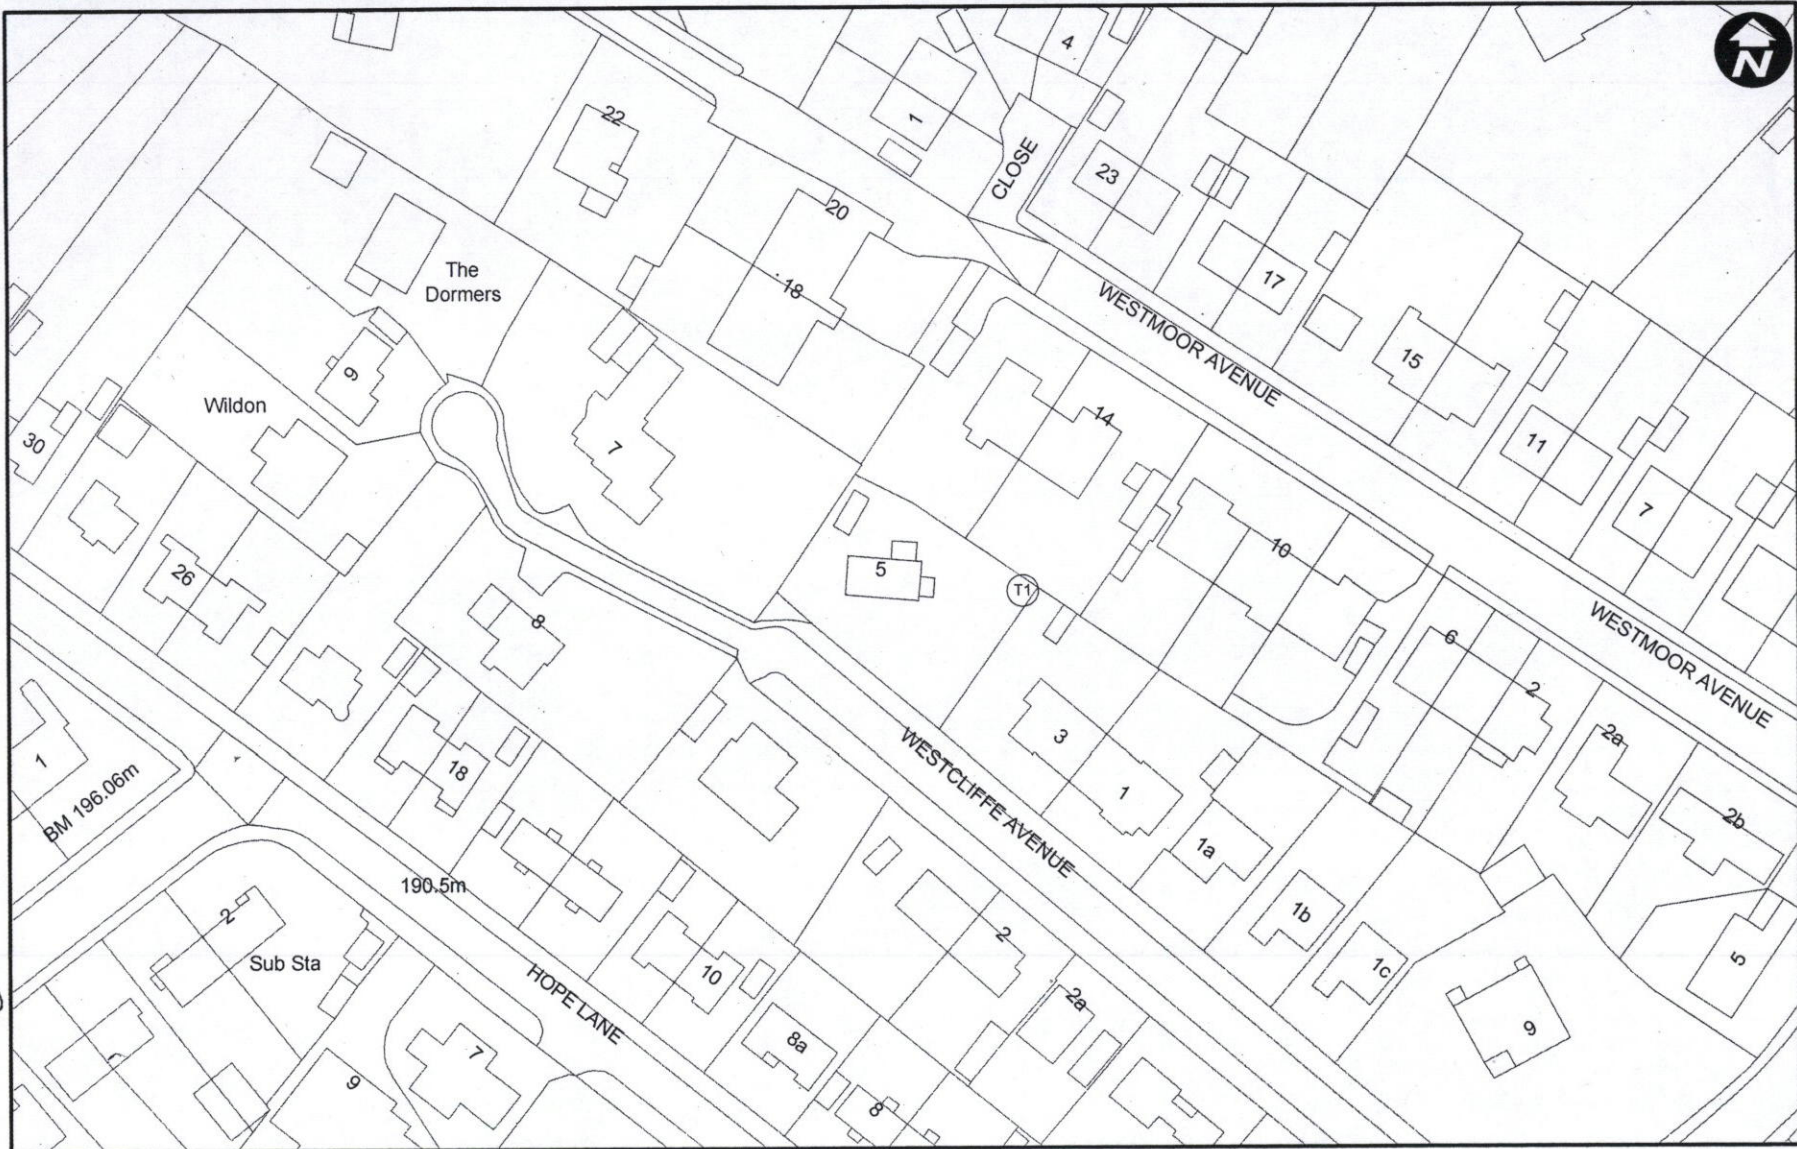 N
4
22
1
CLOSE
23
20
The
Dormers
17
18
WESTMOOR AVENUE
15
9
Wildon
14
30
7
11
7
10
5
26
T1
8
6
WESTMOOR AVENUE
2
3
WESTCLIFFE AVENUE
2a
1
18
1
BM 196.06m
2b
1a
190.5m
1b
2
2
Sub Sta
10
1c
5
HOPE LANE
2a
9
8a
7
9
8